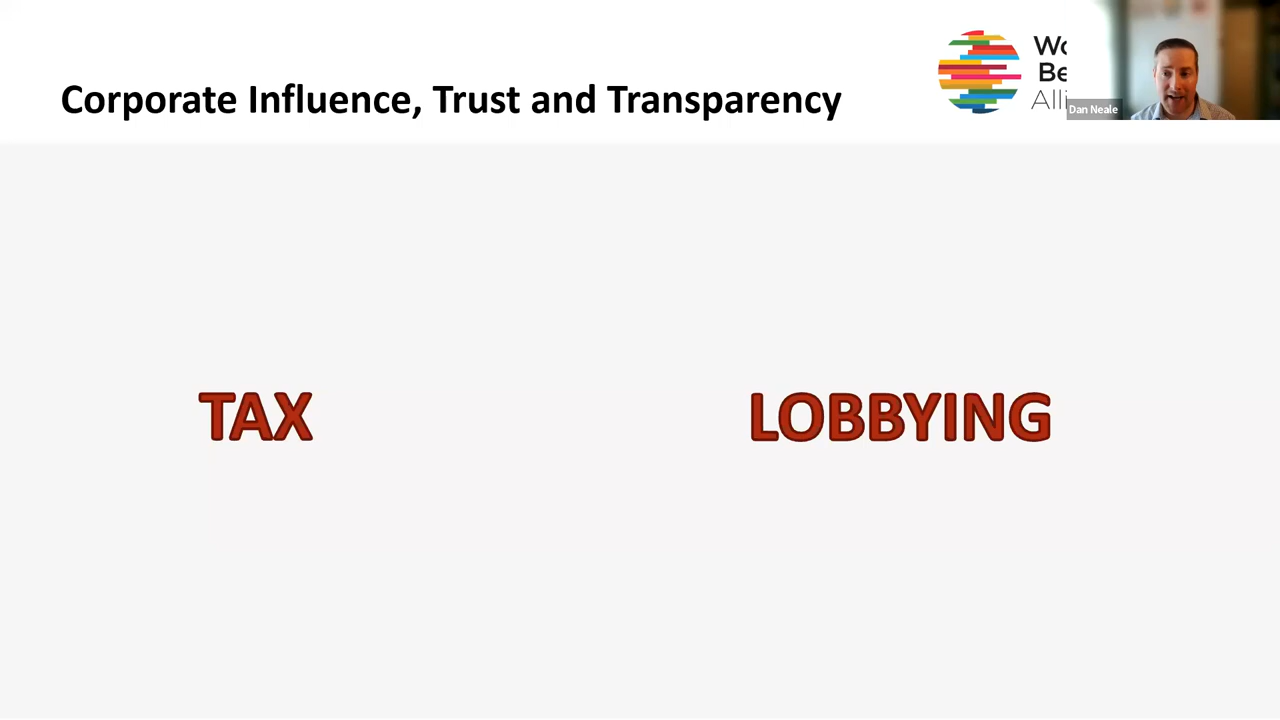 Corporate Influence, Trust and Transparency
Dan Neale
TAX
LOBBYING